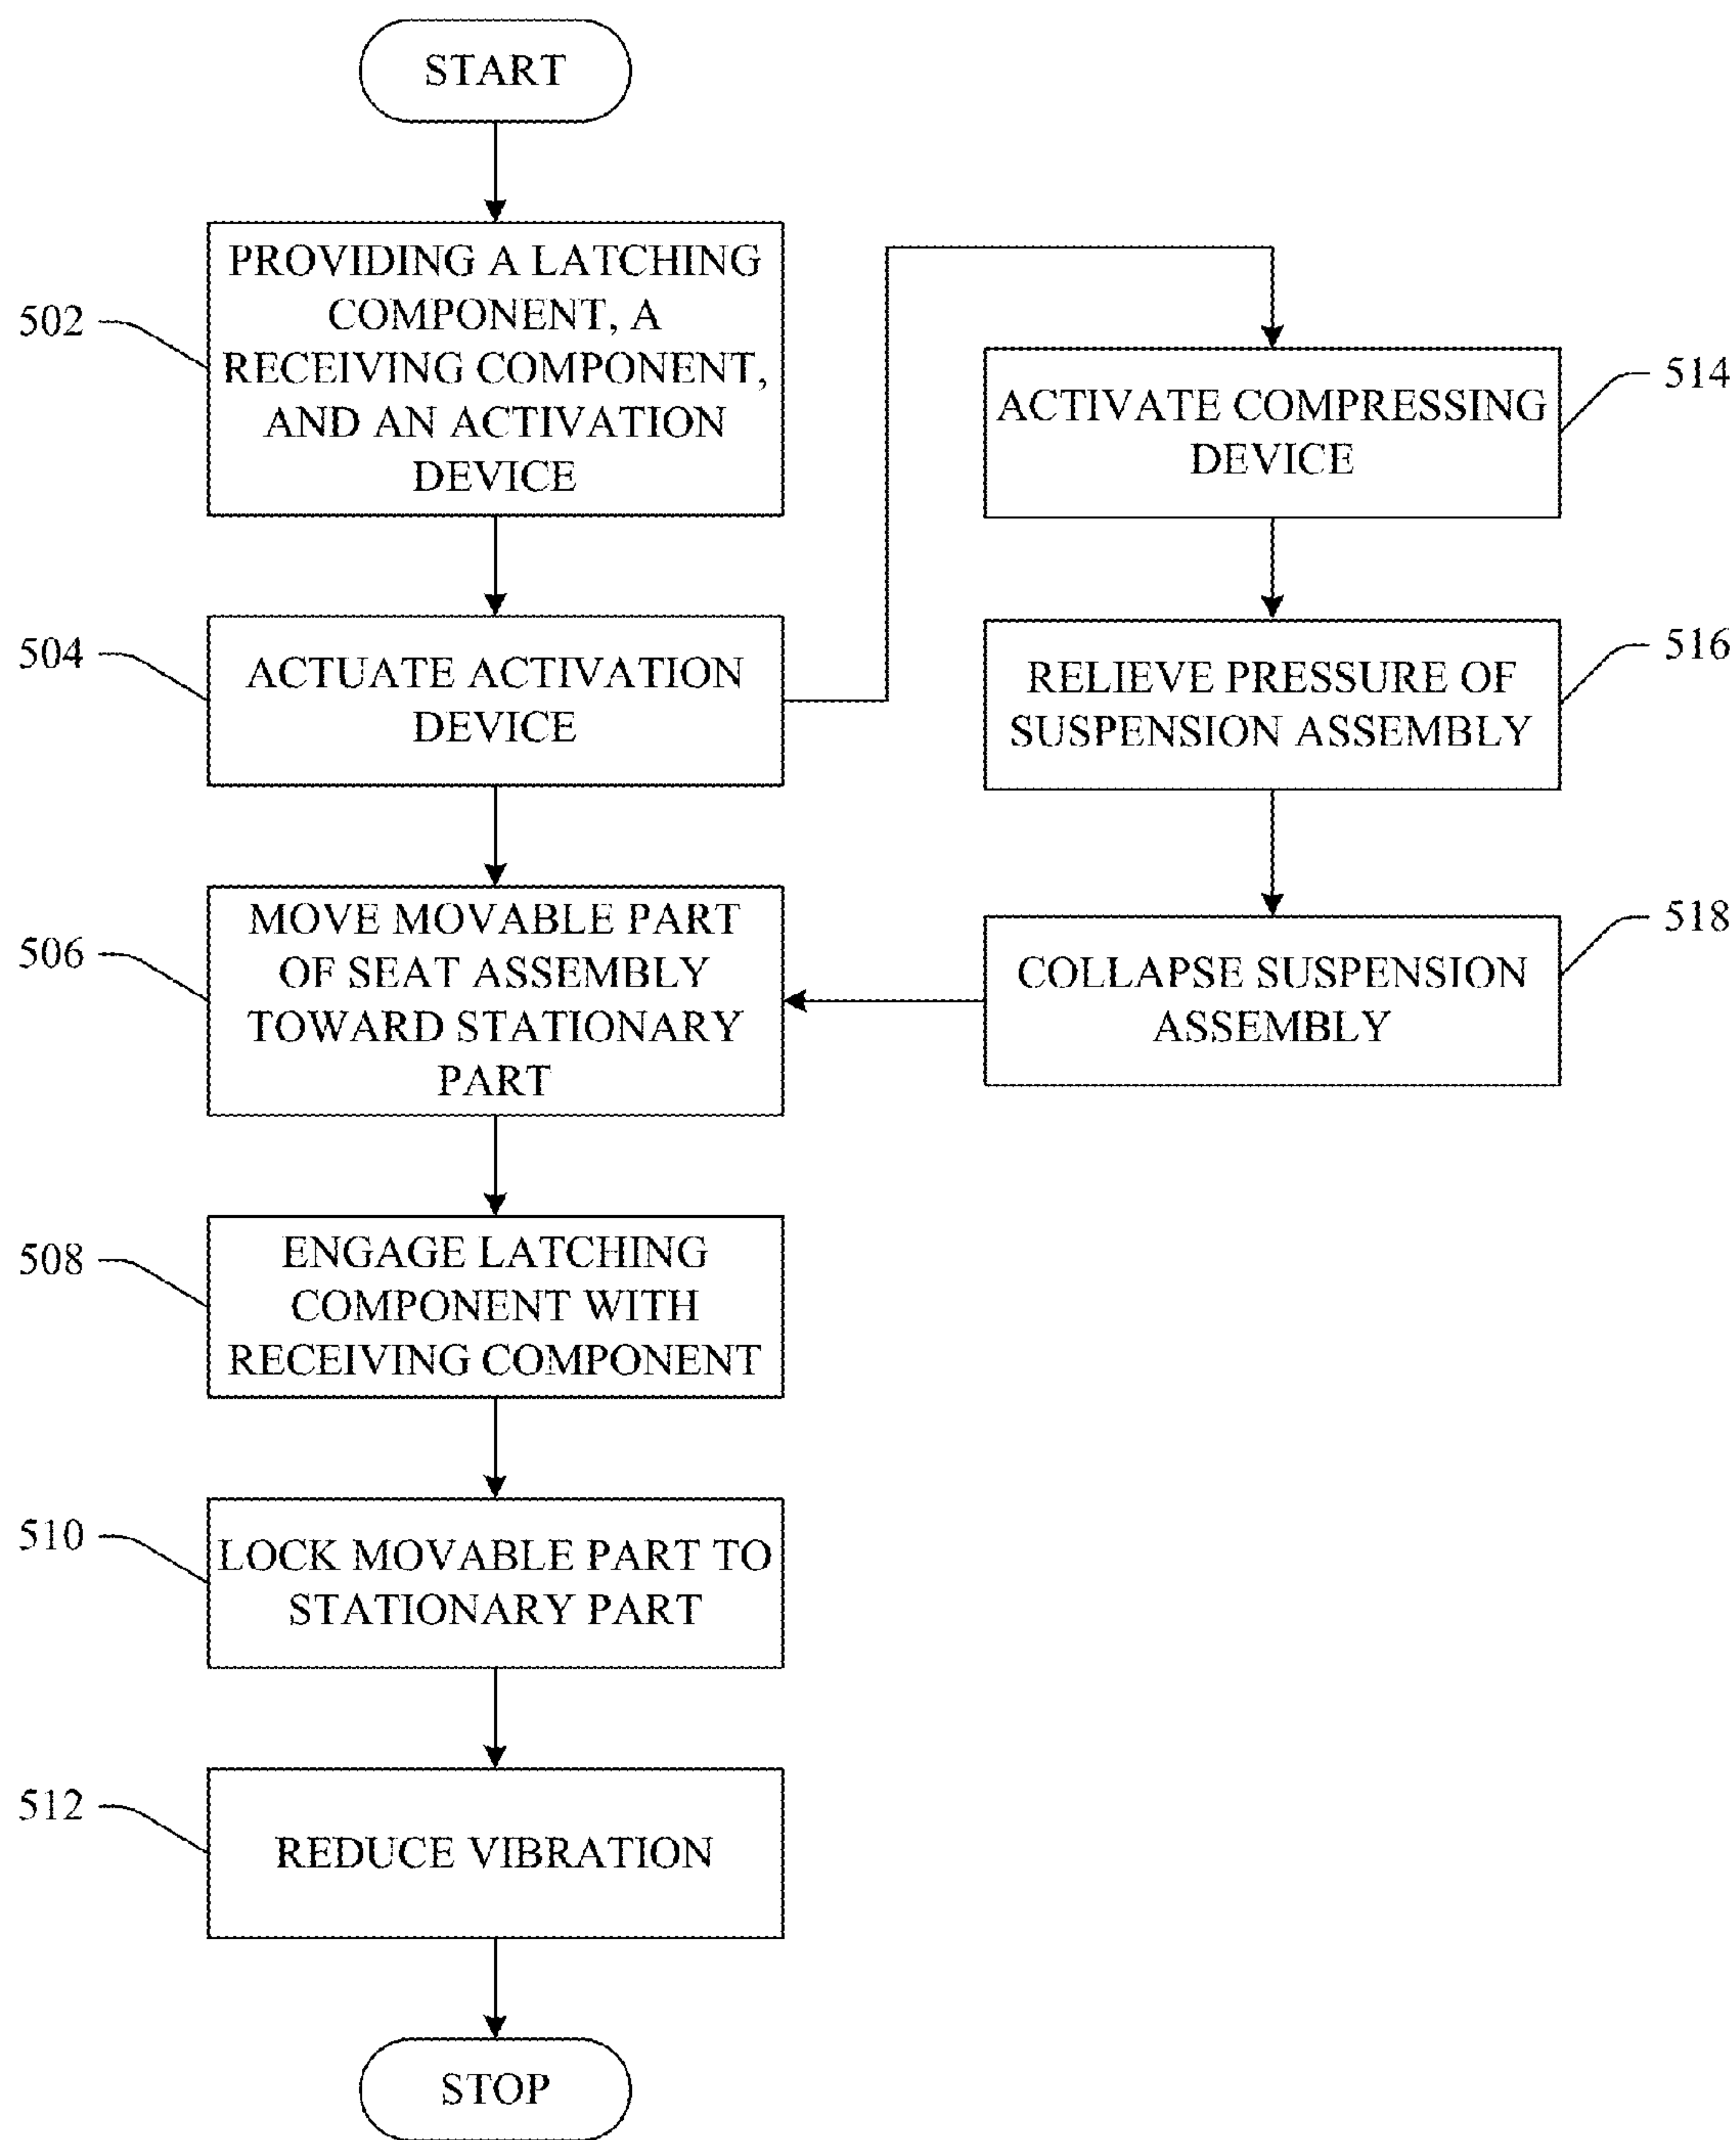 START
502
PROVIDING A LATCHING
COMPONENT, A
RECEIVING COMPONENT,
AND AN ACTIVATION
DEVICE
504
ACTUATE ACTIVATION
DEVICE
514
ACTIVATE COMPRESSING
DEVICE
516
RELIEVE PRESSURE OF
SUSPENSION ASSEMBLY
518
COLLAPSE SUSPENSION
ASSEMBLY
506
MOVE MOVABLE PART
OF SEAT ASSEMBLY
TOWARD STATIONARY
PART
508
ENGAGE LATCHING
COMPONENT WITH
RECEIVING COMPONENT
510
LOCK MOVABLE PART TO
STATIONARY PART
512
REDUCE VIBRATION
STOP